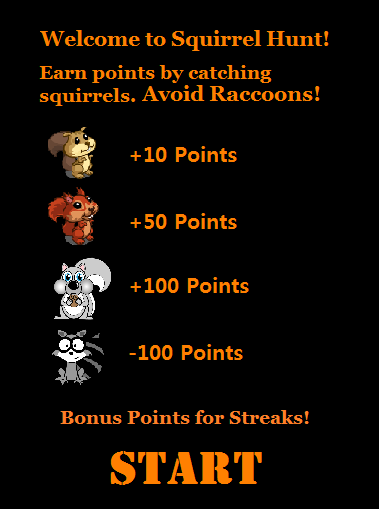 Welcome to Squirrel Hunt!
Earn points by catching
squirrels. Avoid Raccoons!
+10 Points
+50 Points
+100 Points
-100 Points
Bonus Points for Streaks!
START